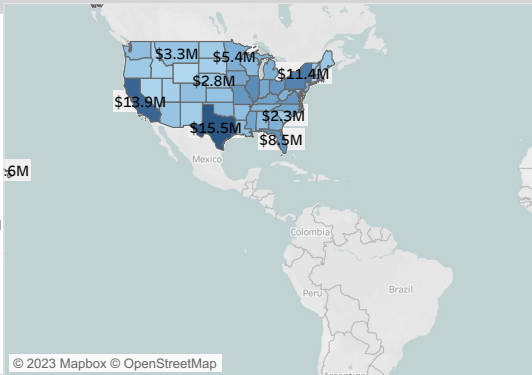 $3.3M
$5.4M
$11.4M
$2.8M
$13.9M
$2.3M
$15.5M
$8.5M
Mexico
6M
Colombia
Brazil
Peru
© 2023 Mapbox © OpenStreetMap